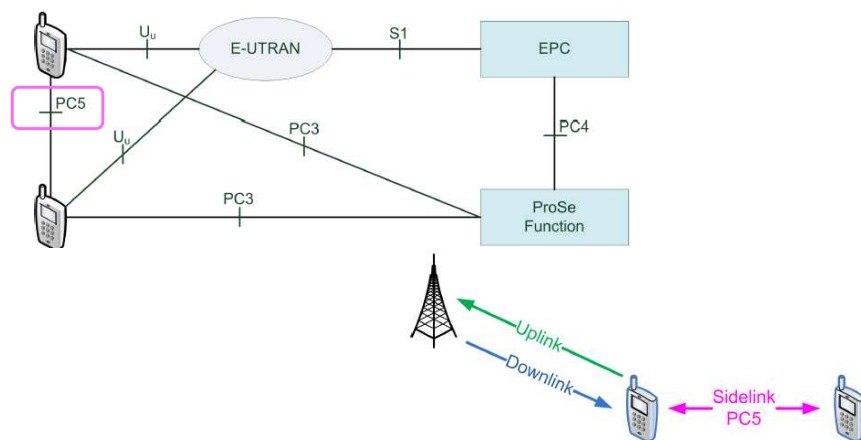 Uu
E-UTRAN
S1
EPC
PC5
Uu
PC3
PC4
PC3
ProSe
Function
Uplink
Downlink
Sidelink
PC5